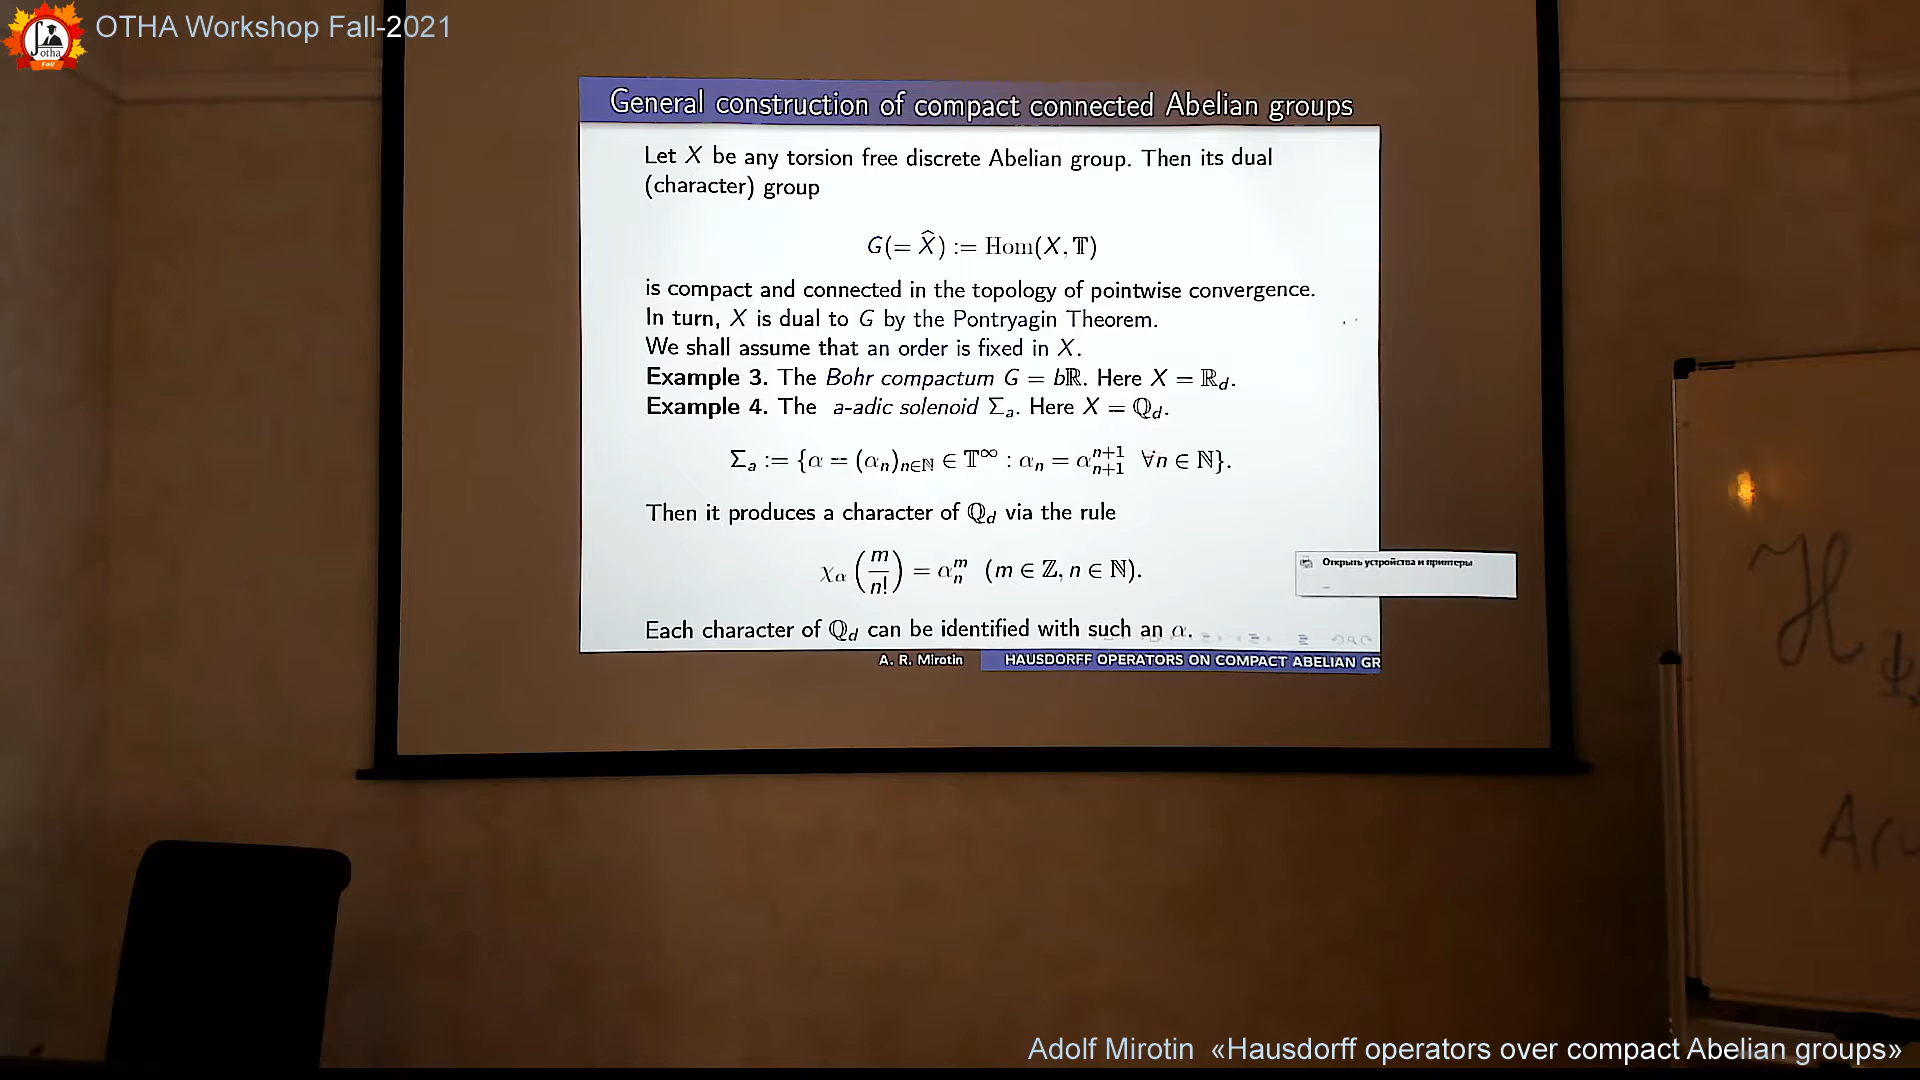 OTHA Workshop Fall-2021
otha
Fall
General construction of compact connected Abelian groups
Let X be any torsion free discrete Abelian group. Then its dual
(character) group
G(= X̂) := Hom(X, 𝕋)
is compact and connected in the topology of pointwise convergence.
In turn, X is dual to G by the Pontryagin Theorem.
We shall assume that an order is fixed in X.
Example 3. The Bohr compactum G = bℝ. Here X = ℝ_d.
Example 4. The a-adic solenoid Σ_a. Here X = ℚ_d.
Σ_a := {α = (α_n)_{n∈ℕ} ∈ 𝕋^∞ : α_n = α_{n+1}^{n+1} ∀n ∈ ℕ}.
Then it produces a character of ℚ_d via the rule
χ_α (m/n!) = α_n^m (m ∈ ℤ, n ∈ ℕ).
Открыть устройства и принтеры
Each character of ℚ_d can be identified with such an α.
A. R. Mirotin HAUSDORFF OPERATORS ON COMPACT ABELIAN GR
ℋ_Φ,
A(
Adolf Mirotin «Hausdorff operators over compact Abelian groups»